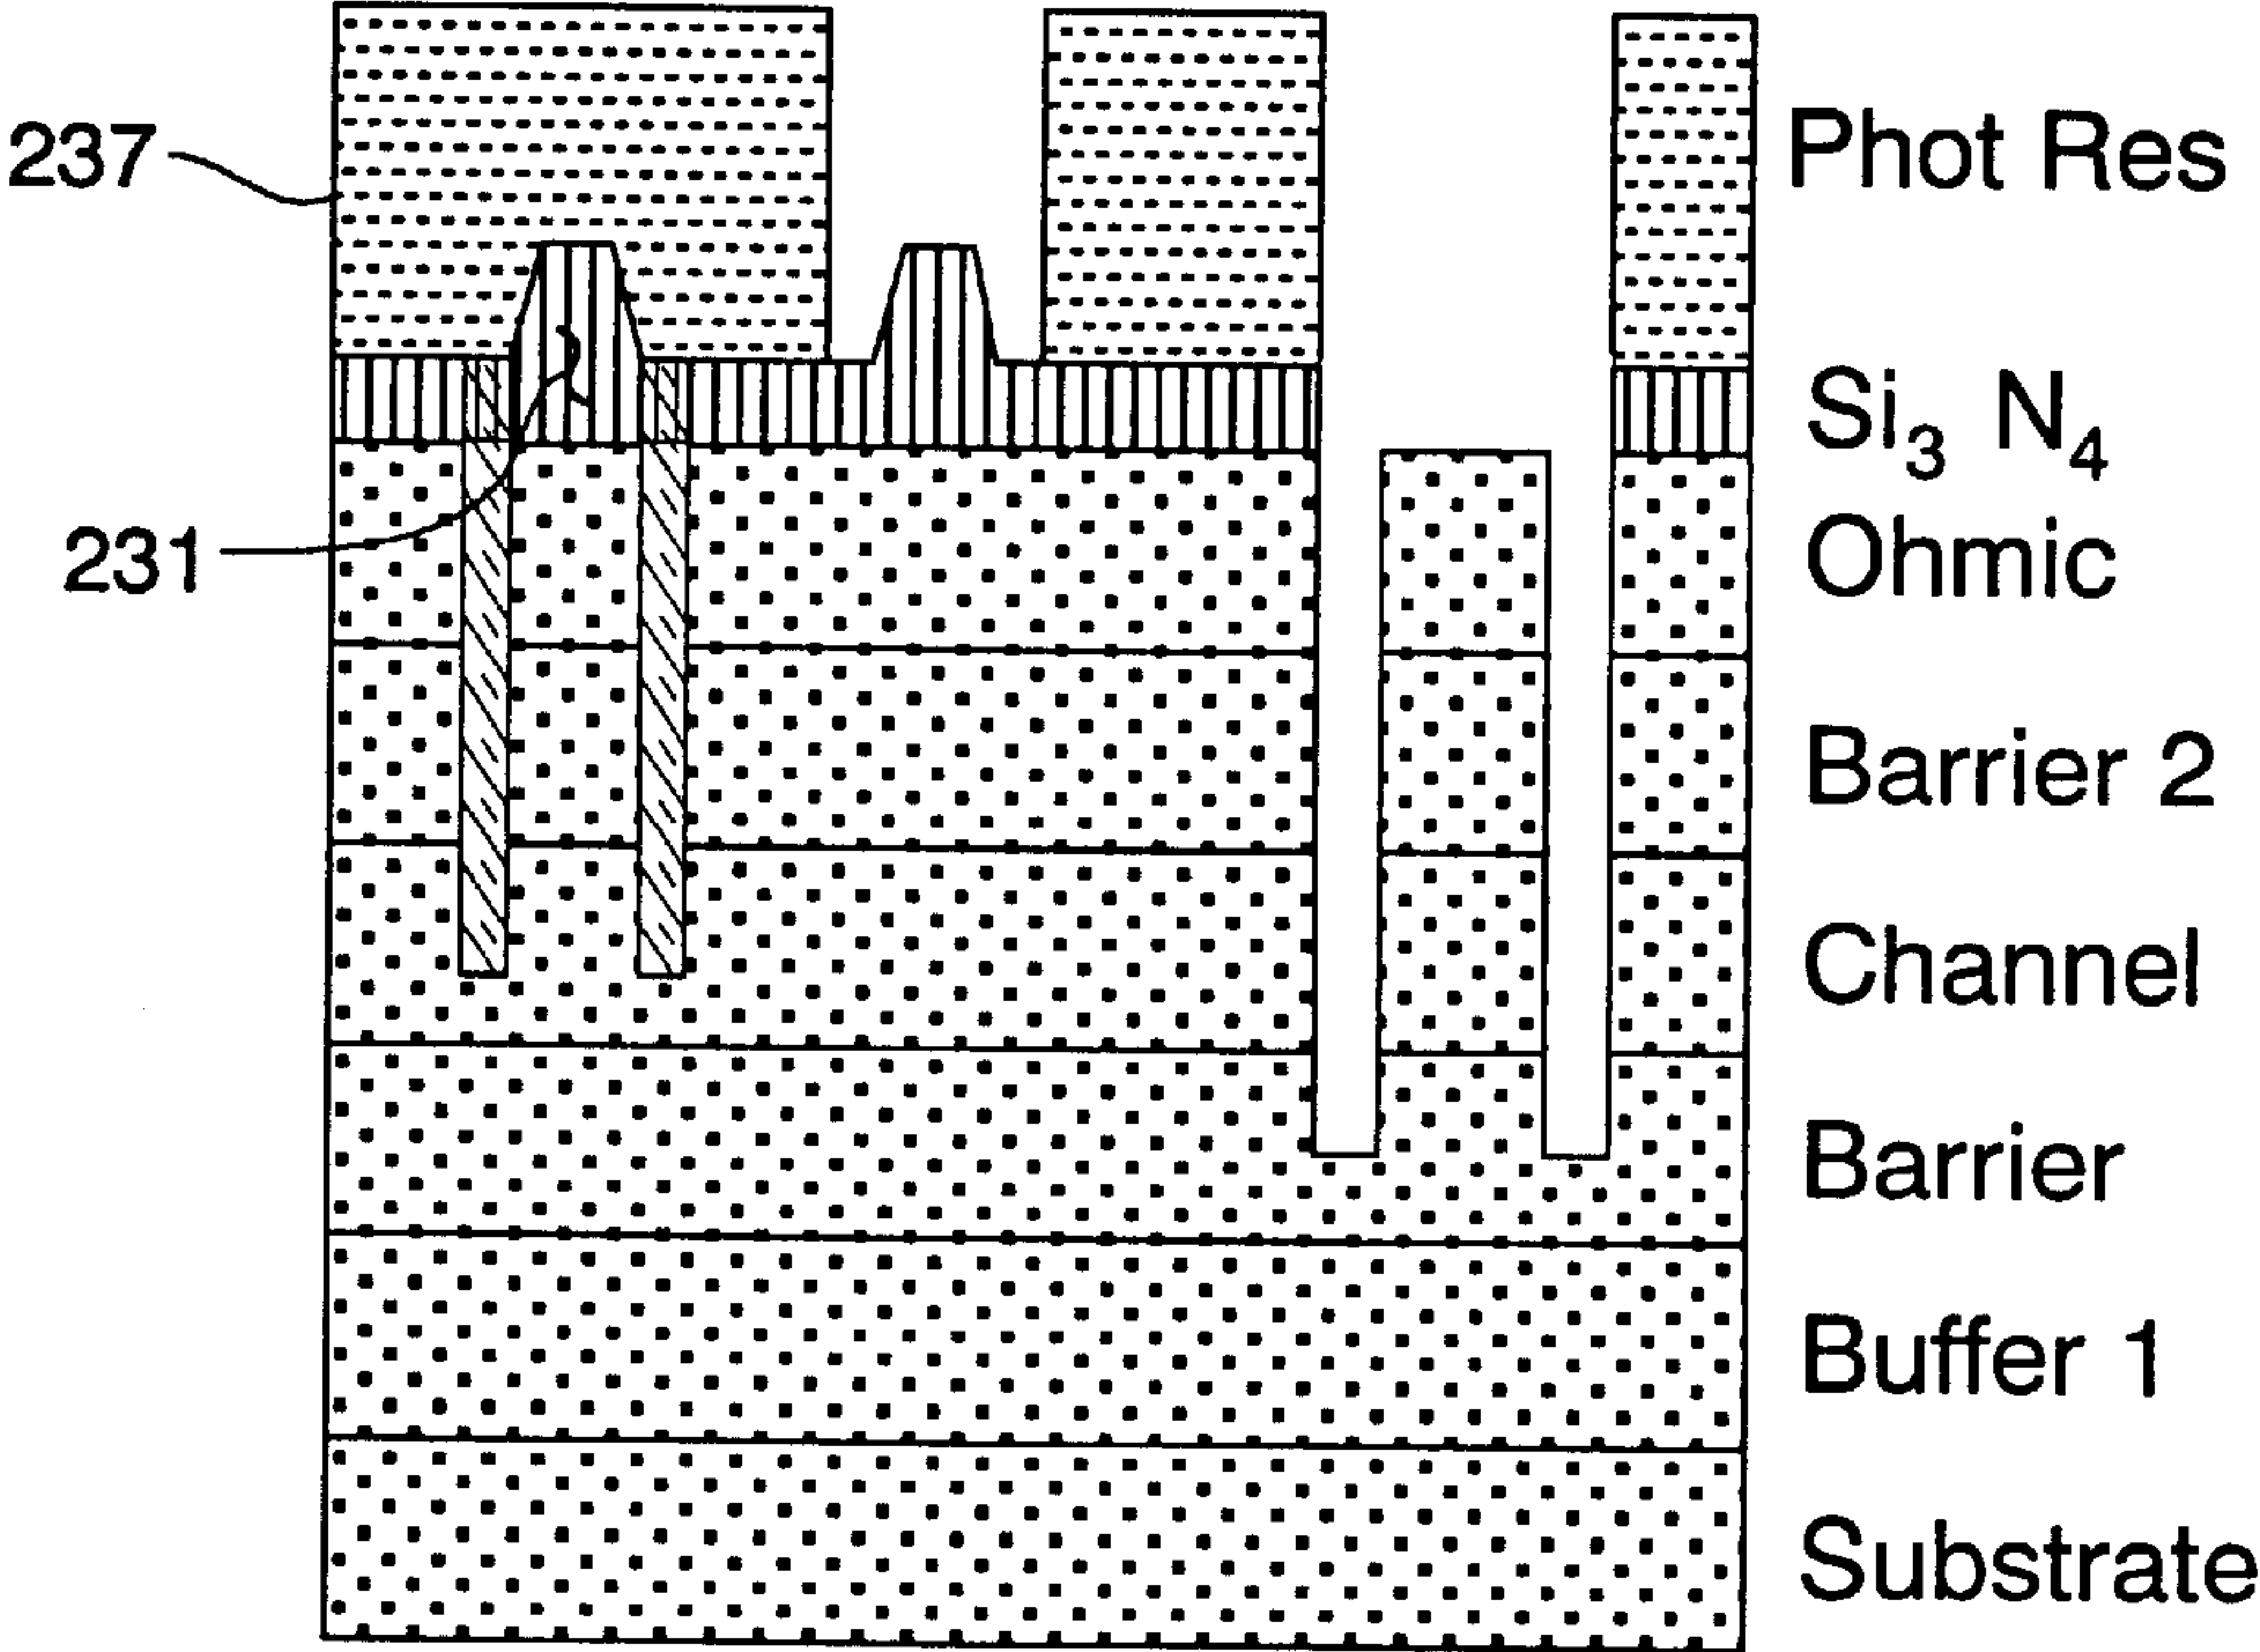 237
Phot Res
Si₃ N₄
231
Ohmic
Barrier 2
Channel
Barrier
Buffer 1
Substrate